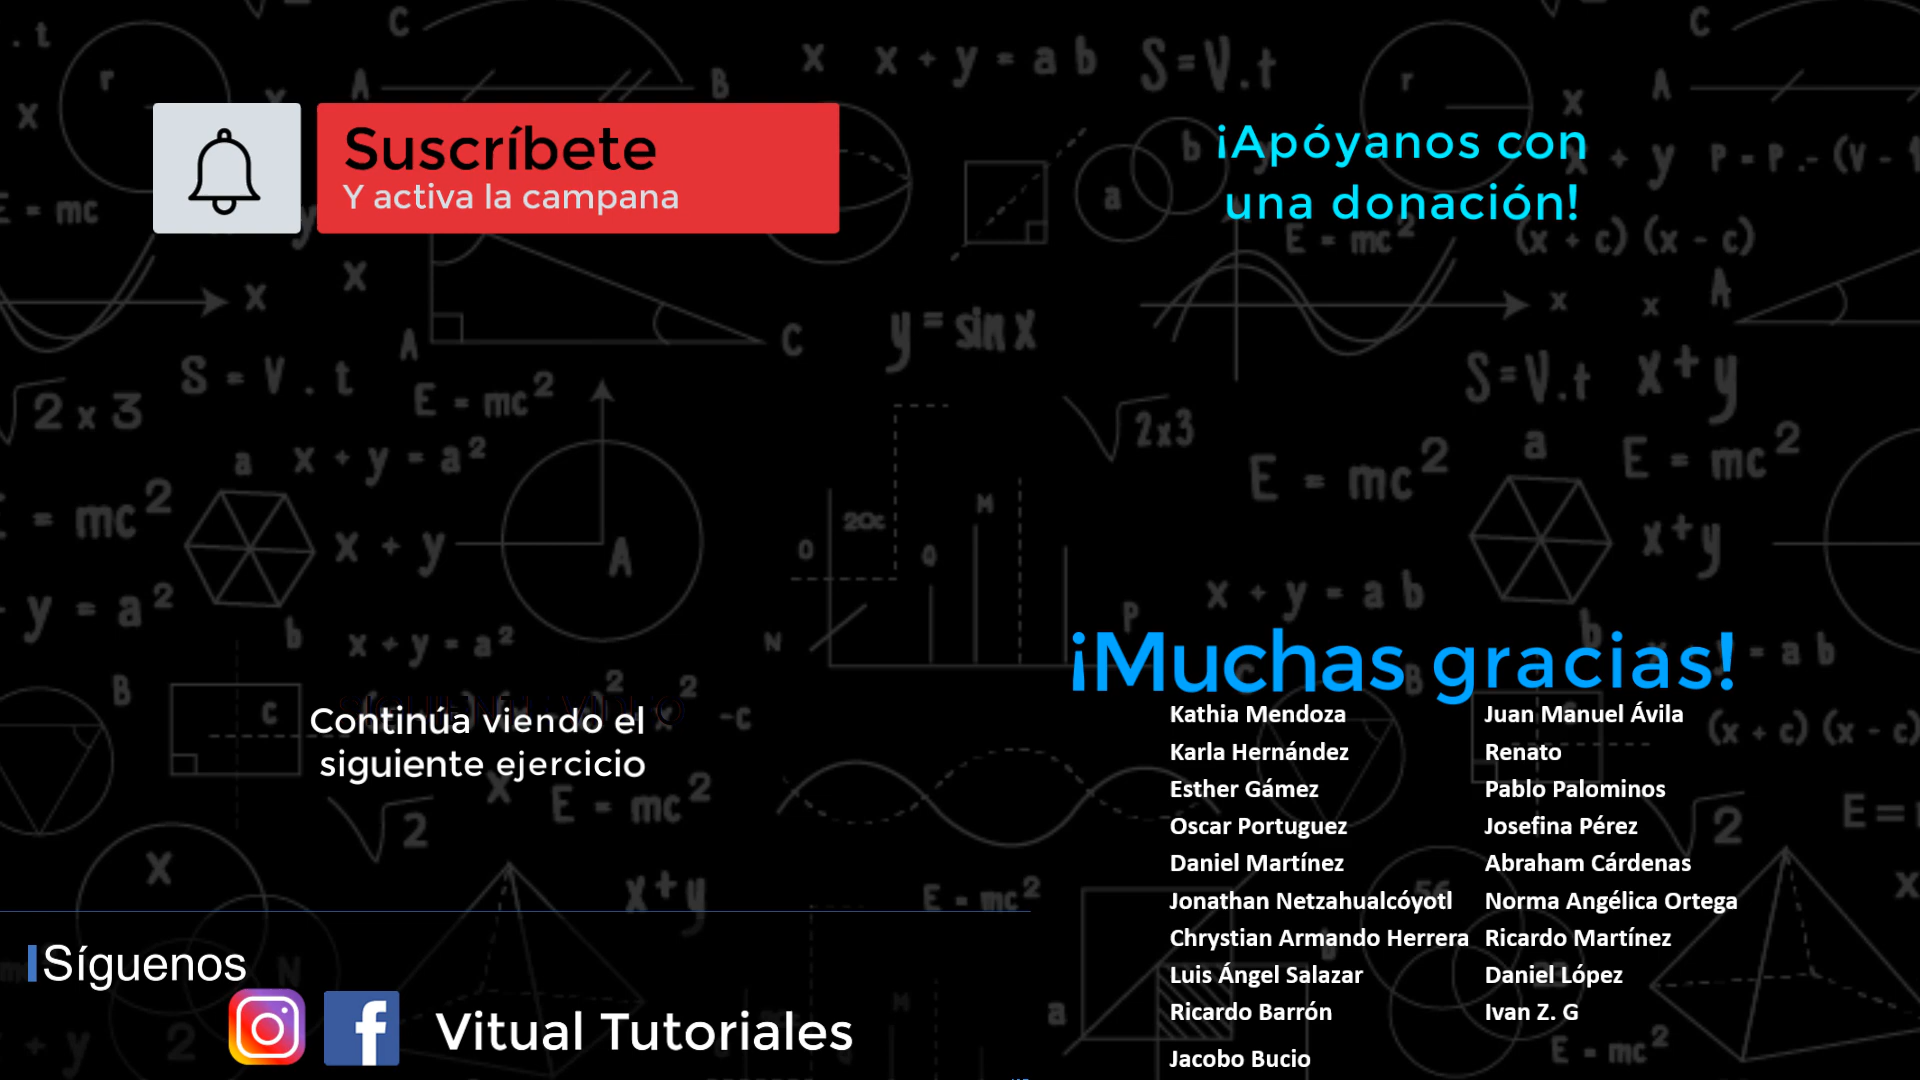 Suscríbete
Y activa la campana
¡Apóyanos con
una donación!
Continúa viendo el
siguiente ejercicio
¡Muchas gracias!
Kathia Mendoza
Karla Hernández
Esther Gámez
Oscar Portuguez
Daniel Martínez
Jonathan Netzahualcóyotl
Chrystian Armando Herrera
Luis Ángel Salazar
Ricardo Barrón
Jacobo Bucio
Juan Manuel Ávila
Renato
Pablo Palominos
Josefina Pérez
Abraham Cárdenas
Norma Angélica Ortega
Ricardo Martínez
Daniel López
Ivan Z. G
Síguenos
Vitual Tutoriales